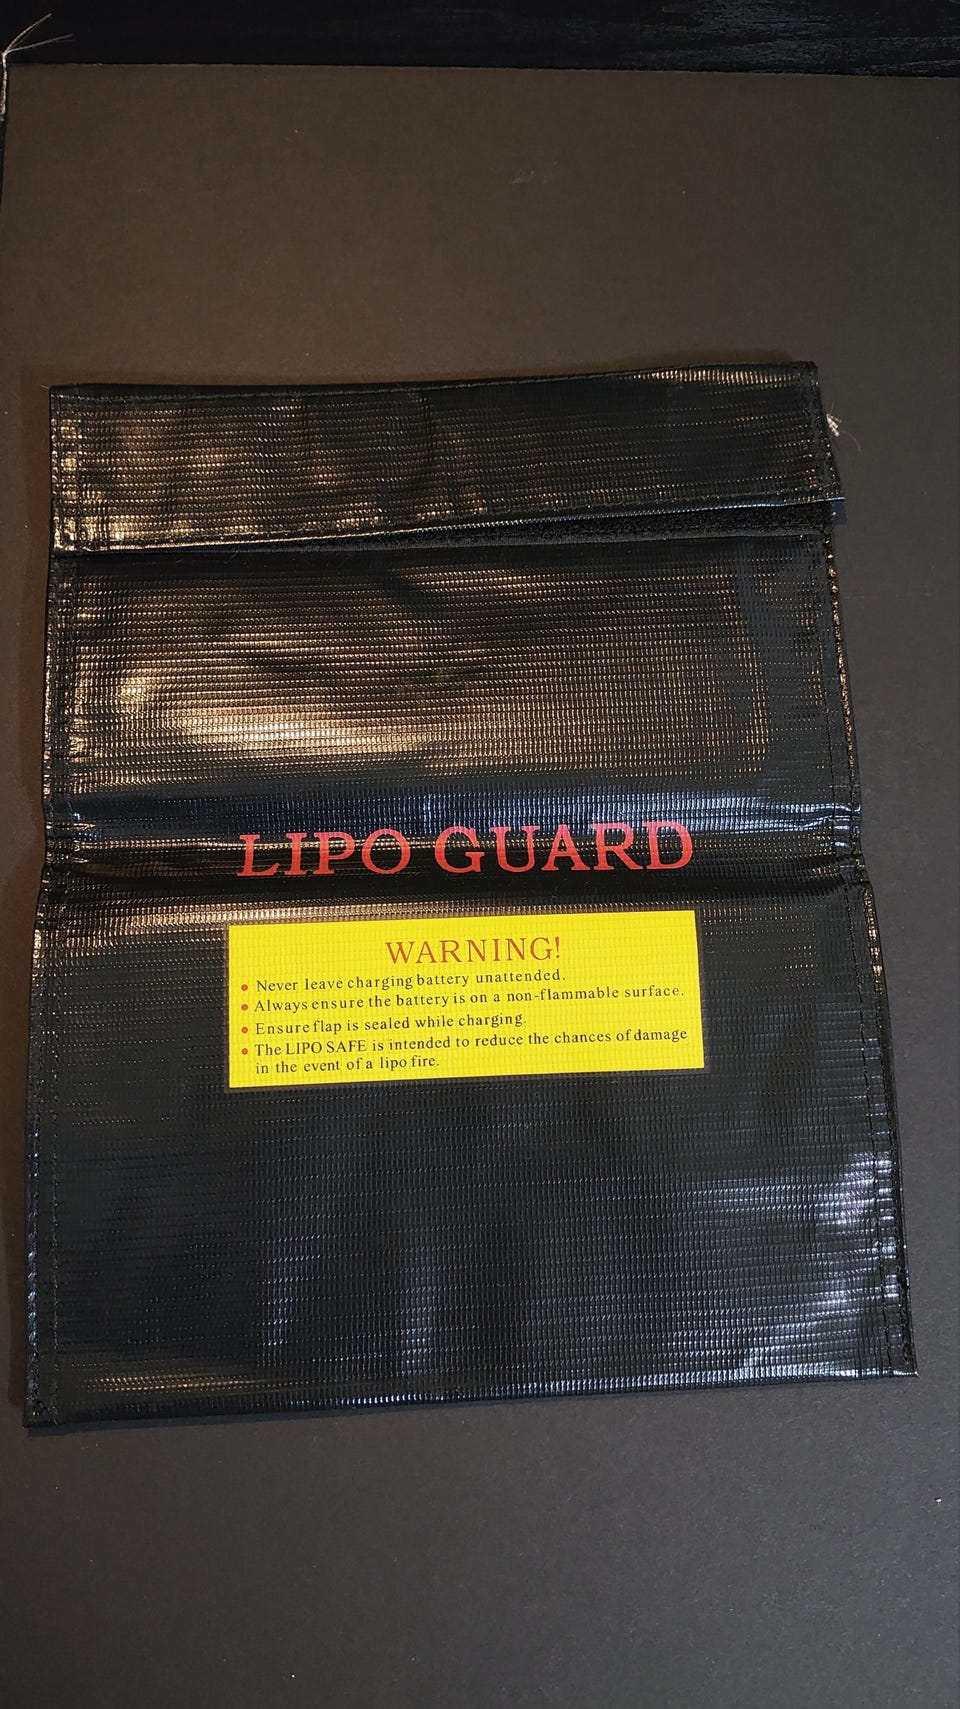 LIPO GUARD
WARNING!
• Never leave charging battery unattended.
• Always ensure the battery is on a non-flammable surface.
• Ensure flap is sealed while charging.
• The LIPO SAFE is intended to reduce the chances of damage
in the event of a lipo fire.